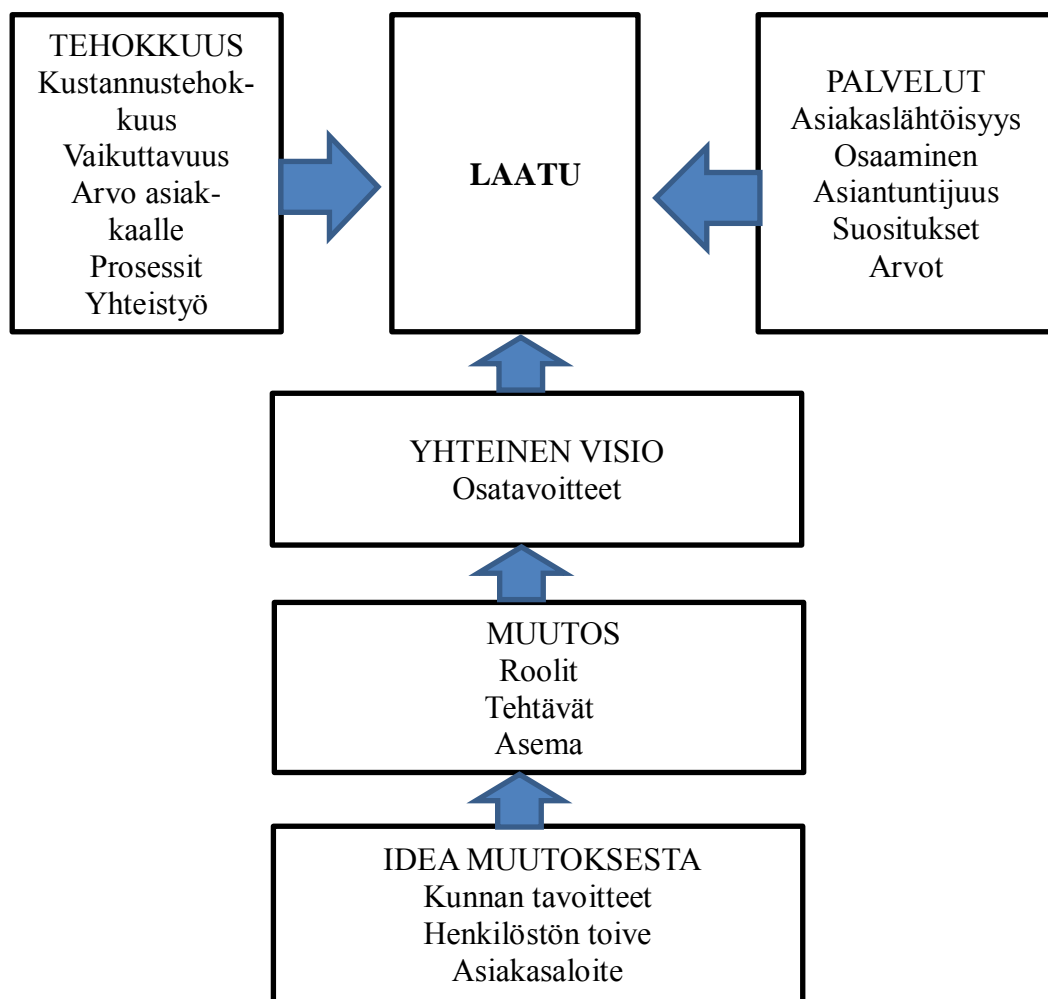 TEHOKKUUS
Kustannustehok-
kuus
Vaikuttavuus
Arvo asiak-
kaalle
Prosessit
Yhteistyö
LAATU
PALVELUT
Asiakaslähtöisyys
Osaaminen
Asiantuntijuus
Suositukset
Arvot
YHTEINEN VISIO
Osatavoitteet
MUUTOS
Roolit
Tehtävät
Asema
IDEA MUUTOKSESTA
Kunnan tavoitteet
Henkilöstön toive
Asiakasaloite